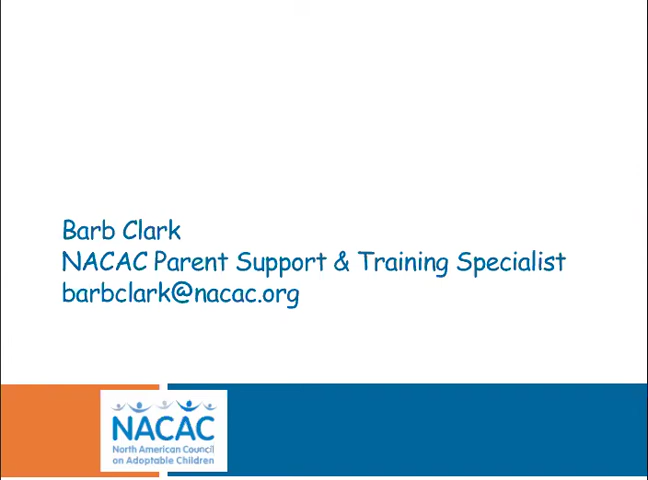 Barb Clark
NACAC Parent Support & Training Specialist
barbclark@nacac.org
NACAC
North American Council
on Adoptable Children